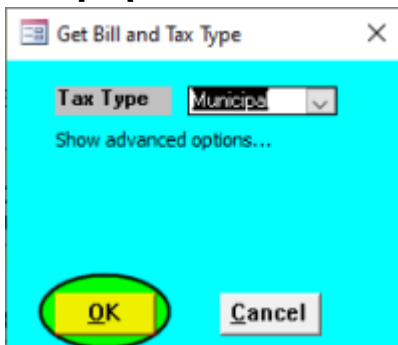 Get Bill and Tax Type
Tax Type Municipal
Show advanced options...
OK Cancel